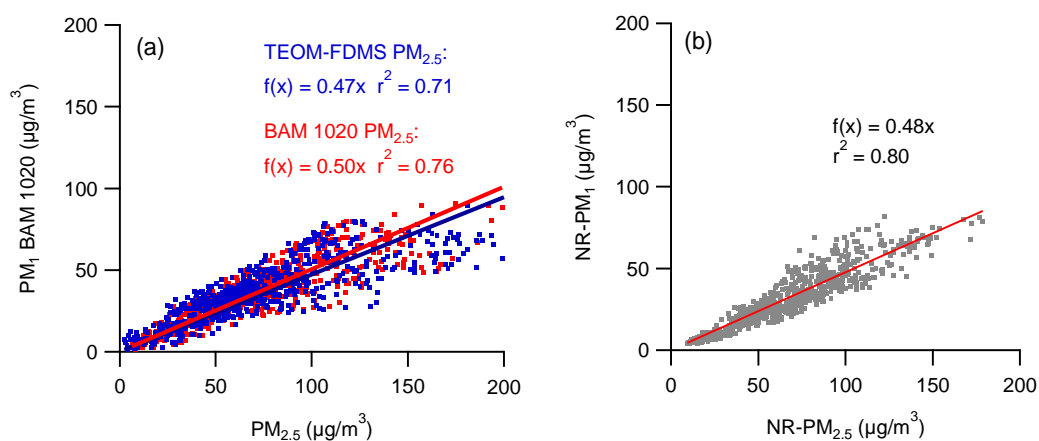 (a)
TEOM-FDMS PM2.5:
f(x) = 0.47x r2 = 0.71
BAM 1020 PM2.5:
f(x) = 0.50x r2 = 0.76
PM1 BAM 1020 (µg/m3)
200
150
100
50
0
0 50 100 150 200
PM2.5 (µg/m3)
(b)
f(x) = 0.48x
r2 = 0.80
NR-PM1 (µg/m3)
200
150
100
50
0
0 50 100 150 200
NR-PM2.5 (µg/m3)